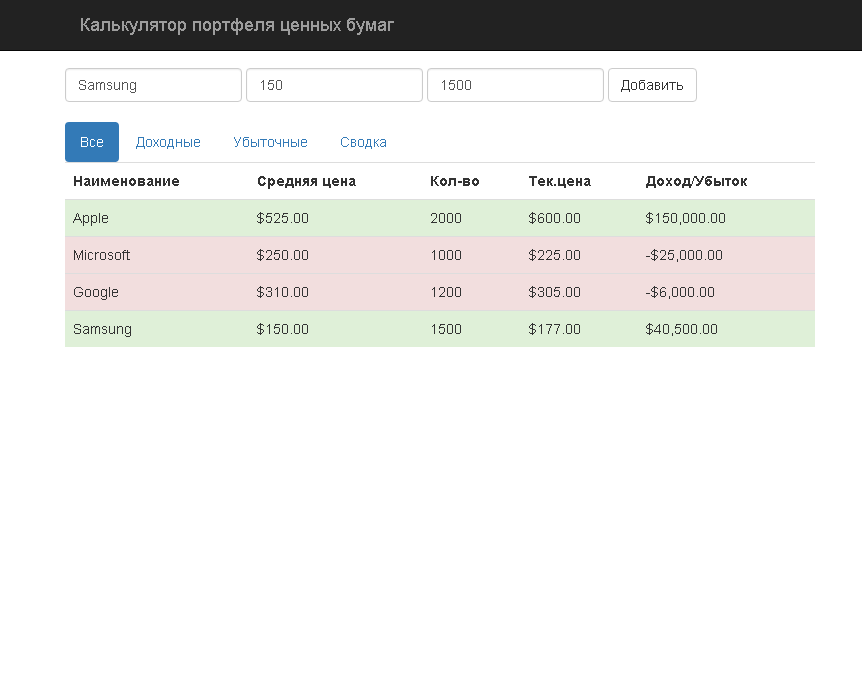 Калькулятор портфеля ценных бумаг
Samsung 150 1500 Добавить
Все Доходные Убыточные Сводка
Наименование Средняя цена Кол-во Тек.цена Доход/Убыток
Apple $525.00 2000 $600.00 $150,000.00
Microsoft $250.00 1000 $225.00 -$25,000.00
Google $310.00 1200 $305.00 -$6,000.00
Samsung $150.00 1500 $177.00 $40,500.00